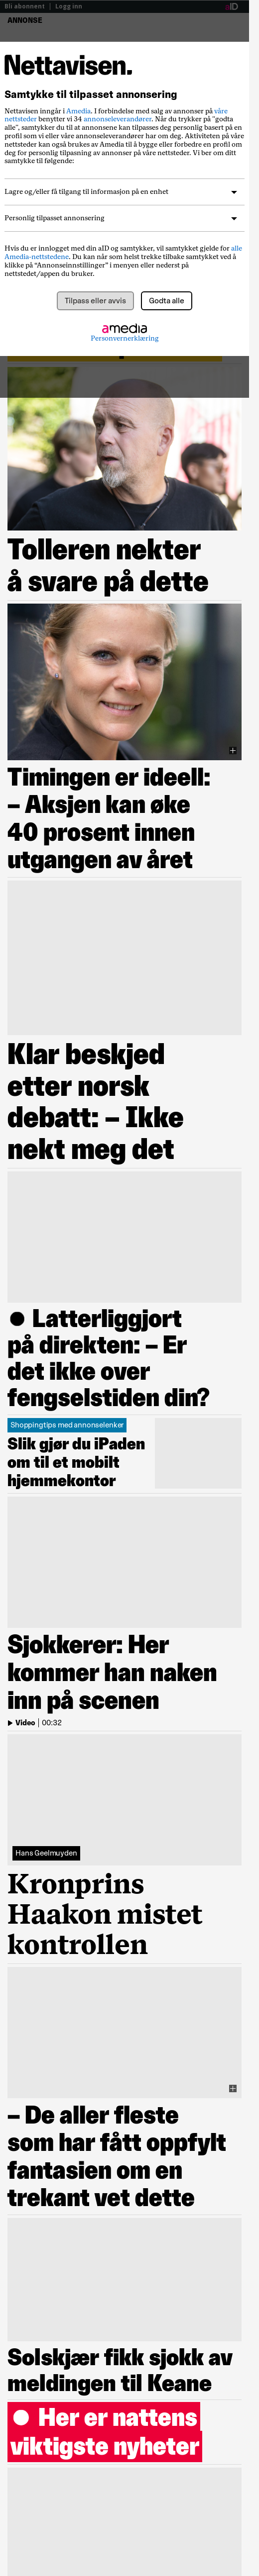 Bli abonnent | Logg inn
aID
ANNONSE
Nettavisen.
Samtykke til tilpasset annonsering
Nettavisen inngår i Amedia. I forbindelse med salg av annonser på våre
nettsteder benytter vi 34 annonseleverandører. Når du trykker på "godta
alle", samtykker du til at annonsene kan tilpasses deg personlig basert på en
profil som vi eller våre annonseleverandører har om deg. Aktiviteten på våre
nettsteder kan også brukes av Amedia til å bygge eller forbedre en profil om
deg for personlig tilpasning av annonser på våre nettsteder. Vi ber om ditt
samtykke til følgende:
Lagre og/eller få tilgang til informasjon på en enhet
Personlig tilpasset annonsering
Hvis du er innlogget med din aID og samtykker, vil samtykket gjelde for alle
Amedia-nettstedene. Du kan når som helst trekke tilbake samtykket ved å
klikke på “Annonseinnstillinger” i menyen eller nederst på
nettstedet/appen du bruker.
Tilpass eller avvis
Godta alle
amedia
Personvernerklæring
Tolleren nekter
å svare på dette
Timingen er ideell:
– Aksjen kan øke
40 prosent innen
utgangen av året
Klar beskjed
etter norsk
debatt: – Ikke
nekt meg det
● Latterliggjort
på direkten: – Er
det ikke over
fengselstiden din?
Shoppingtips med annonselenker
Slik gjør du iPaden
om til et mobilt
hjemmekontor
Sjokkerer: Her
kommer han naken
inn på scenen
Video | 00:32
Hans Geelmuyden
Kronprins
Haakon mistet
kontrollen
– De aller fleste
som har fått oppfylt
fantasien om en
trekant vet dette
Solskjær fikk sjokk av
meldingen til Keane
● Her er nattens
viktigste nyheter